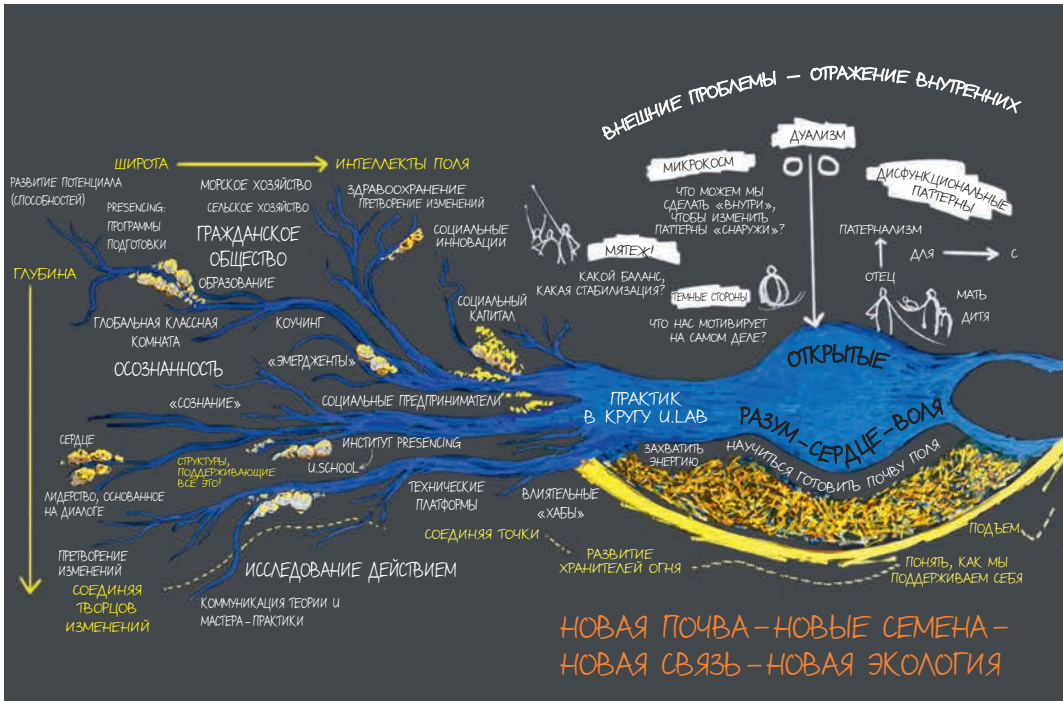 ВНЕШНИЕ ПРОБЛЕМЫ – ОТРАЖЕНИЕ ВНУТРЕННИХ
ДУАЛИЗМ
МИКРОКОСМ
ЧТО МОЖЕМ МЫ
СДЕЛАТЬ «ВНУТРИ»,
ЧТОБЫ ИЗМЕНИТЬ
ПАТТЕРНЫ «СНАРУЖИ»?
ДИСФУНКЦИОНАЛЬНЫЕ
ПАТТЕРНЫ
ПАТЕРНАЛИЗМ
ДЛЯ
С
ОТЕЦ
МАТЬ
ДИТЯ
МЯТЕЖ!
КАКОЙ БАЛАНС,
КАКАЯ СТАБИЛИЗАЦИЯ?
ТЕМНЫЕ СТОРОНЫ
ЧТО НАС МОТИВИРУЕТ
НА САМОМ ДЕЛЕ?
ШИРОТА
ИНТЕЛЛЕКТЫ ПОЛЯ
РАЗВИТИЕ ПОТЕНЦИАЛА
(СПОСОБНОСТЕЙ)
МОРСКОЕ ХОЗЯЙСТВО
СЕЛЬСКОЕ ХОЗЯЙСТВО
ЗДРАВООХРАНЕНИЕ
ПРЕТВОРЕНИЕ ИЗМЕНЕНИЙ
PRESENCING:
ПРОГРАММЫ
ПОДГОТОВКИ
ГРАЖДАНСКОЕ
ОБЩЕСТВО
СОЦИАЛЬНЫЕ
ИННОВАЦИИ
ГЛУБИНА
ОБРАЗОВАНИЕ
ГЛОБАЛЬНАЯ КЛАССНАЯ
КОМНАТА
КОУЧИНГ
СОЦИАЛЬНЫЙ
КАПИТАЛ
ОСОЗНАННОСТЬ
«ЭМЕРДЖЕНТЫ»
«СОЗНАНИЕ»
СОЦИАЛЬНЫЕ ПРЕДПРИНИМАТЕЛИ
ПРАКТИК
В КРУГУ U.LAB
ОТКРЫТЫЕ
РАЗУМ–СЕРДЦЕ–ВОЛЯ
СЕРДЦЕ
СТРУКТУРЫ,
ПОДДЕРЖИВАЮЩИЕ
ВСЕ ЭТО!
ИНСТИТУТ PRESENCING
U.SCHOOL
ЗАХВАТИТЬ
ЭНЕРГИЮ
НАУЧИТЬСЯ ГОТОВИТЬ ПОЧВУ ПОЛЯ
ЛИДЕРСТВО, ОСНОВАННОЕ
НА ДИАЛОГЕ
ТЕХНИЧЕСКИЕ
ПЛАТФОРМЫ
ВЛИЯТЕЛЬНЫЕ
«ХАБЫ»
СОЕДИНЯЯ ТОЧКИ
ПОДЪЕМ
ПРЕТВОРЕНИЕ
ИЗМЕНЕНИЙ
СОЕДИНЯЯ
ТВОРЦОВ
ИЗМЕНЕНИЙ
ИССЛЕДОВАНИЕ ДЕЙСТВИЕМ
РАЗВИТИЕ
ХРАНИТЕЛЕЙ ОГНЯ
ПОНЯТЬ, КАК МЫ
ПОДДЕРЖИВАЕМ СЕБЯ
КОММУНИКАЦИЯ ТЕОРИИ И
МАСТЕРА–ПРАКТИКИ
НОВАЯ ПОЧВА – НОВЫЕ СЕМЕНА –
НОВАЯ СВЯЗЬ – НОВАЯ ЭКОЛОГИЯ